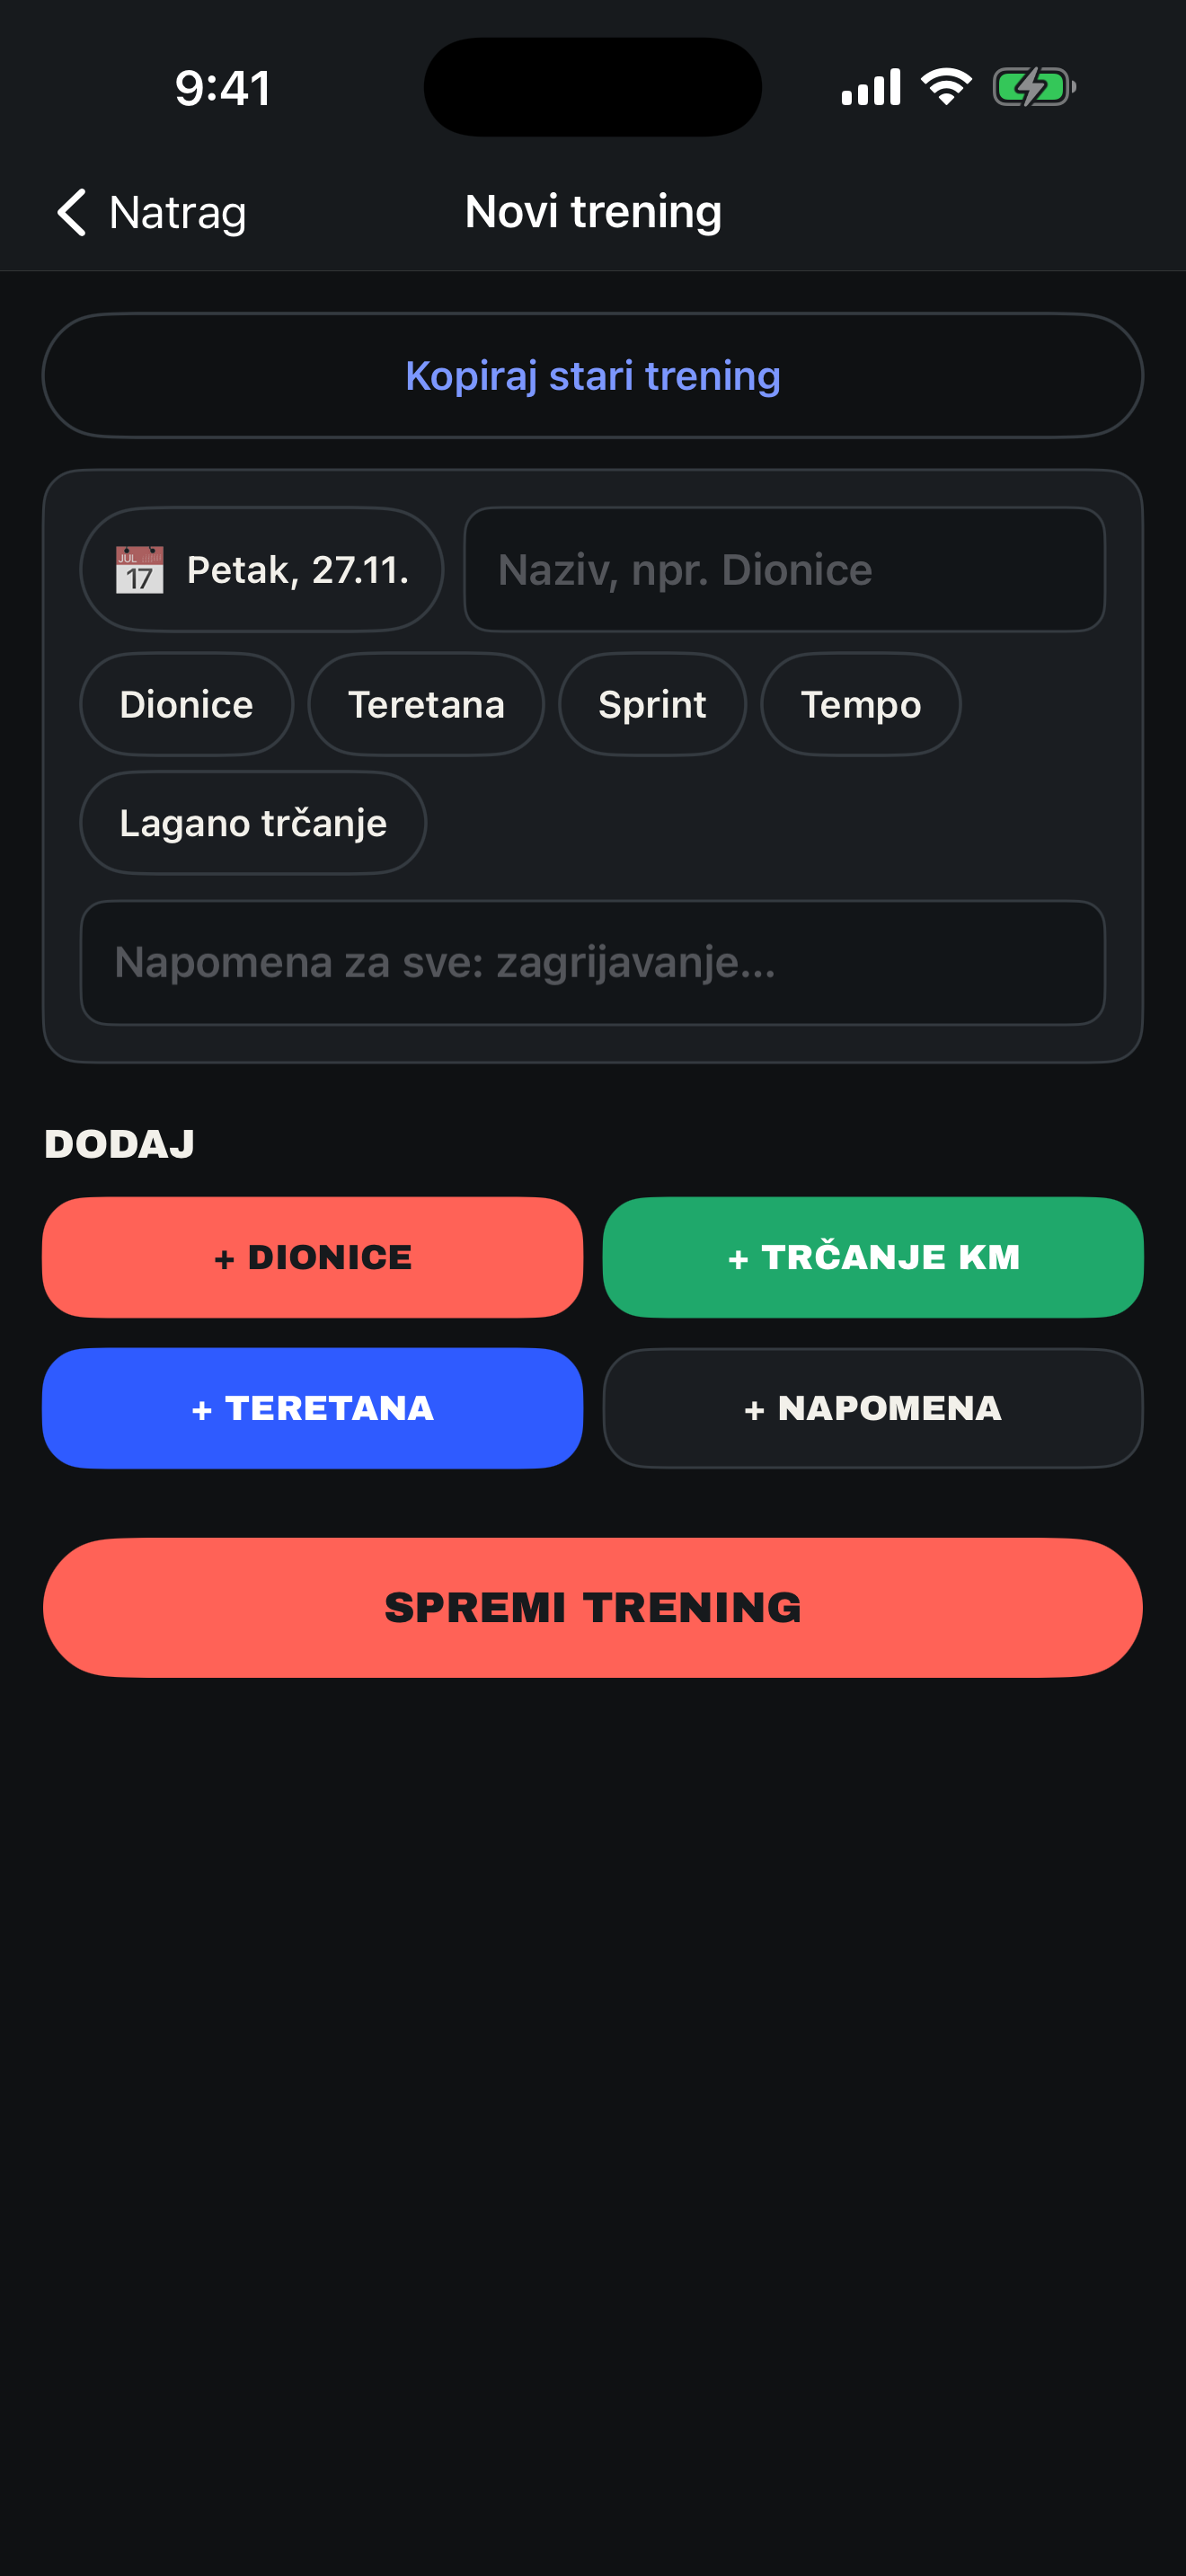 9:41
Natrag
Novi trening
Kopiraj stari trening
JUL
17
Petak, 27.11.
Naziv, npr. Dionice
Dionice
Teretana
Sprint
Tempo
Lagano trčanje
Napomena za sve: zagrijavanje...
DODAJ
+ DIONICE
+ TRČANJE KM
+ TERETANA
+ NAPOMENA
SPREMI TRENING